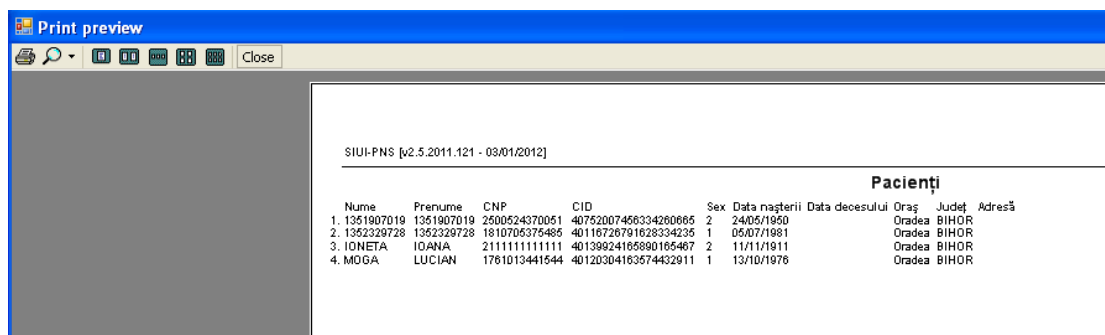 Print preview
Close
SIUI-PNS [v2.5.2011.121 - 03/01/2012]
Pacienți
Nume Prenume CNP CID Sex Data nașterii Data decesului Oraș Județ Adresă
1. 1351907019 1351907019 2500524370051 40752007456334260665 2 24/05/1950 Oradea BIHOR
2. 1352329728 1352329728 1810705375485 40116726791628334235 1 05/07/1981 Oradea BIHOR
3. IONETA IOANA 2111111111111 40139924165890165467 2 11/11/1911 Oradea BIHOR
4. MOGA LUCIAN 1761013441544 40120304163574432911 1 13/10/1976 Oradea BIHOR